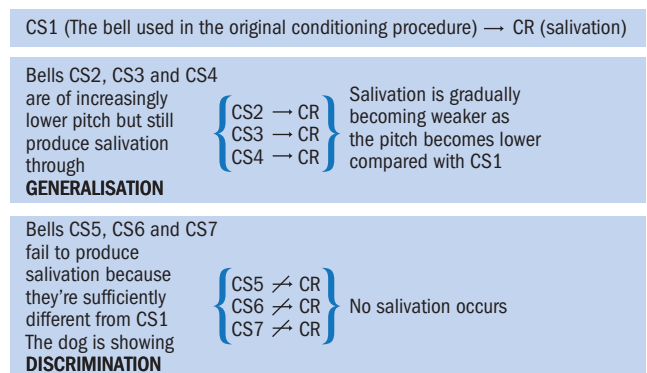 CS1 (The bell used in the original conditioning procedure) → CR (salivation)
Bells CS2, CS3 and CS4
are of increasingly
lower pitch but still
produce salivation
through
GENERALISATION
CS2 → CR
CS3 → CR
CS4 → CR
Salivation is gradually
becoming weaker as
the pitch becomes lower
compared with CS1
Bells CS5, CS6 and CS7
fail to produce
salivation because
they're sufficiently
different from CS1
The dog is showing
DISCRIMINATION
CS5 ↛ CR
CS6 ↛ CR
CS7 ↛ CR
No salivation occurs